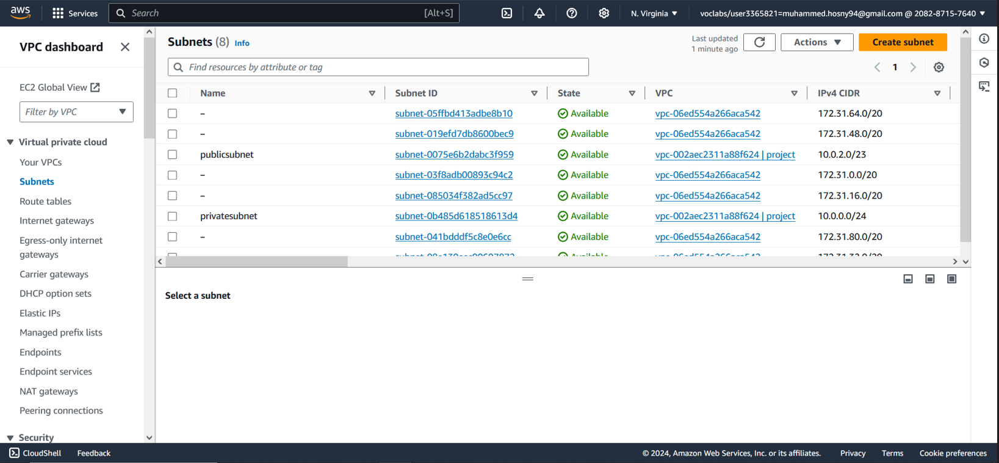 aws
Services
Search [Alt+S]
N. Virginia
voclabs/user3365821=muhammed.hosny94@gmail.com @ 2082-8715-7640
VPC dashboard
EC2 Global View
Filter by VPC
Virtual private cloud
Your VPCs
Subnets
Route tables
Internet gateways
Egress-only internet
gateways
Carrier gateways
DHCP option sets
Elastic IPs
Managed prefix lists
Endpoints
Endpoint services
NAT gateways
Peering connections
Security
Subnets (8) Info
Last updated
1 minute ago
Actions
Create subnet
Find resources by attribute or tag
1
Name Subnet ID State VPC IPv4 CIDR
– subnet-05ffbd413adbe8b10 Available vpc-06ed554a266aca542 172.31.64.0/20
– subnet-019efd7db8600bec9 Available vpc-06ed554a266aca542 172.31.48.0/20
publicsubnet subnet-0075e6b2dabc3f959 Available vpc-002aec2311a88f624 | project 10.0.2.0/23
– subnet-03f8adb00893c94c2 Available vpc-06ed554a266aca542 172.31.0.0/20
– subnet-085034f382ad5cc97 Available vpc-06ed554a266aca542 172.31.16.0/20
privatesubnet subnet-0b485d618518613d4 Available vpc-002aec2311a88f624 | project 10.0.0.0/24
– subnet-041bdddf5c8e0e6cc Available vpc-06ed554a266aca542 172.31.80.0/20
Available vpc-06ed554a266aca542 172.31.32.0/20
Select a subnet
CloudShell Feedback
© 2024, Amazon Web Services, Inc. or its affiliates. Privacy Terms Cookie preferences